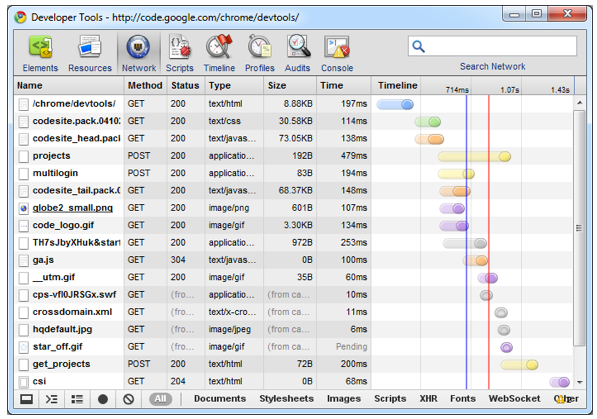 Developer Tools - http://code.google.com/chrome/devtools/
Elements Resources Network Scripts Timeline Profiles Audits Console Search Network
Name Method Status Type Size Time Timeline 714ms 1.07s 1.43s
/chrome/devtools/ GET 200 text/html 8.88KB 197ms
codesite.pack.0410 GET 200 text/css 30.58KB 114ms
codesite_head.pack GET 200 text/javas... 73.05KB 138ms
projects POST 200 applicatio... 192B 479ms
multilogin POST 200 applicatio... 83B 194ms
codesite_tail.pack.0 GET 200 text/javas... 68.37KB 148ms
globe2_small.png GET 200 image/png 601B 107ms
code_logo.gif GET 200 image/gif 3.30KB 134ms
TH7sJbyXHuk&start GET 200 applicatio... 972B 253ms
ga.js GET 304 text/javas... 0B 100ms
__utm.gif GET 200 image/gif 35B 60ms
cps-vfl0JRSGx.swf GET (fro... applicatio... (from ca... 10ms
crossdomain.xml GET (fro... text/x-cro... (from ca... 11ms
hqdefault.jpg GET (fro... image/jpeg (from ca... 6ms
star_off.gif GET (fro... image/gif (from ca... Pending
get_projects POST 200 text/html 72B 200ms
csi GET 204 text/html 0B 68ms
All Documents Stylesheets Images Scripts XHR Fonts WebSocket Other